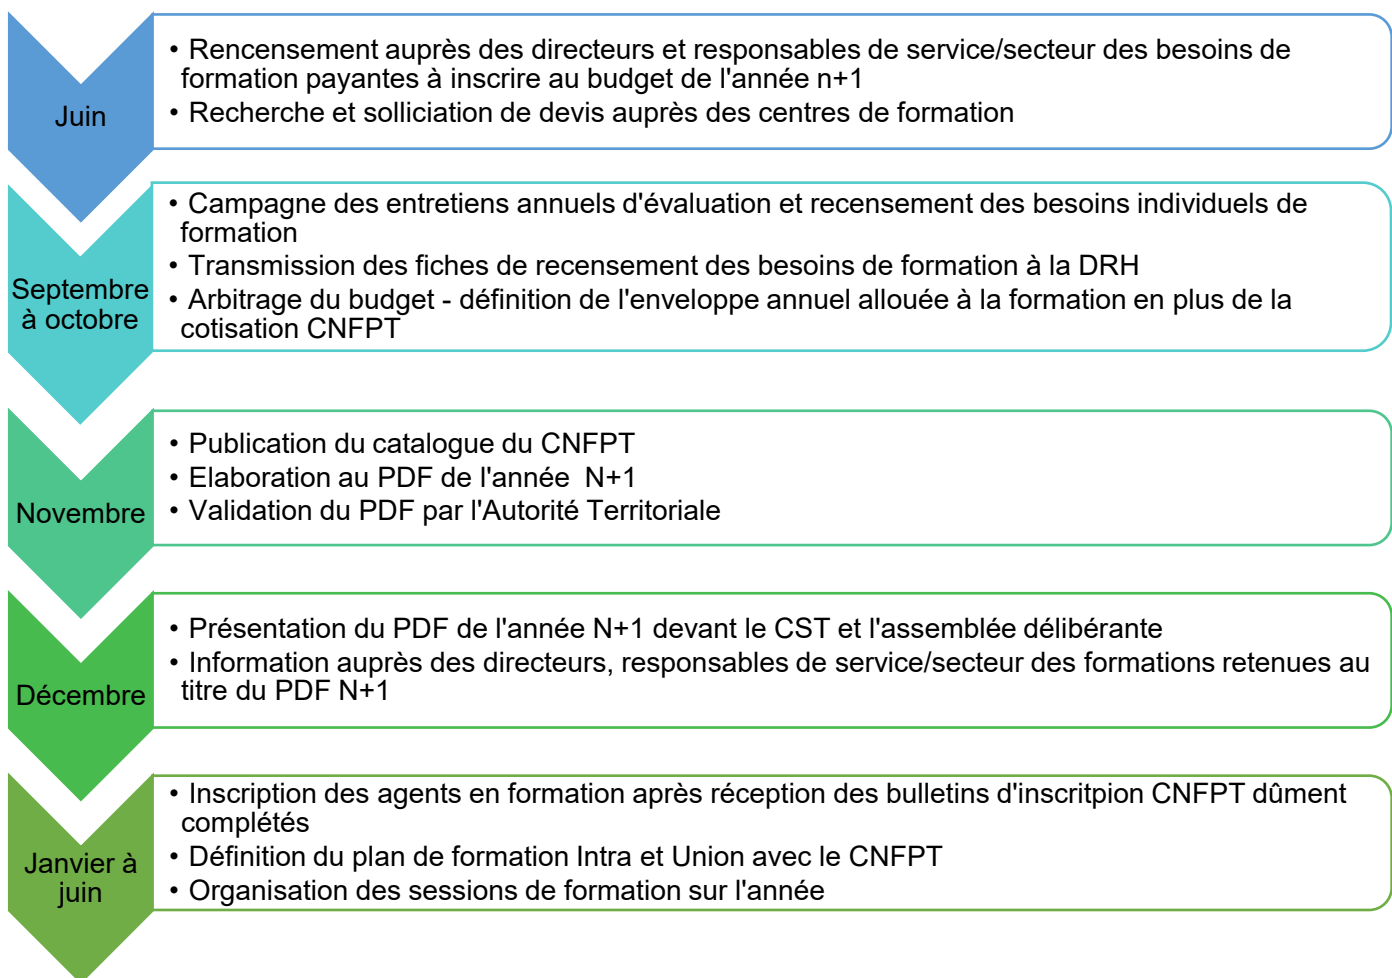 Juin
• Rencensement auprès des directeurs et responsables de service/secteur des besoins de
formation payantes à inscrire au budget de l'année n+1
• Recherche et solliciation de devis auprès des centres de formation
Septembre
à octobre
• Campagne des entretiens annuels d'évaluation et recensement des besoins individuels de
formation
• Transmission des fiches de recensement des besoins de formation à la DRH
• Arbitrage du budget - définition de l'enveloppe annuel allouée à la formation en plus de la
cotisation CNFPT
Novembre
• Publication du catalogue du CNFPT
• Elaboration au PDF de l'année  N+1
• Validation du PDF par l'Autorité Territoriale
Décembre
• Présentation du PDF de l'année N+1 devant le CST et l'assemblée délibérante
• Information auprès des directeurs, responsables de service/secteur des formations retenues au
titre du PDF N+1
Janvier à
juin
• Inscription des agents en formation après réception des bulletins d'inscritpion CNFPT dûment
complétés
• Définition du plan de formation Intra et Union avec le CNFPT
• Organisation des sessions de formation sur l'année